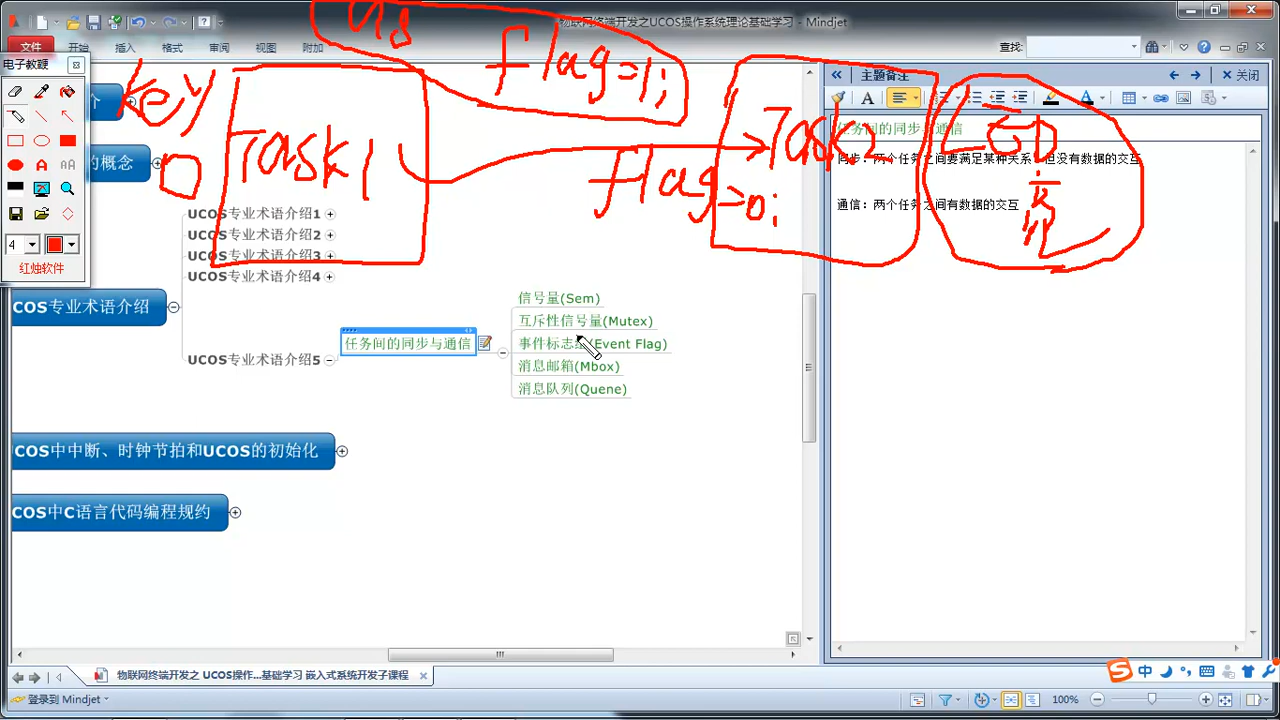 物联网终端开发之UCOS操作系统理论基础学习 - Mindjet
文件 开始 插入 格式 审阅 视图 附加
查找:
电子教鞭
AA
4
红烛软件
key
as
Flag=1;
Task1
Task2
Flag
=0;
LED
的概念
UCOS专业术语介绍1
UCOS专业术语介绍2
UCOS专业术语介绍3
UCOS专业术语介绍4
COS专业术语介绍
UCOS专业术语介绍5
任务间的同步与通信
信号量(Sem)
互斥性信号量(Mutex)
事件标志组(Event Flag)
消息邮箱(Mbox)
消息队列(Quene)
COS中中断、时钟节拍和UCOS的初始化
COS中C语言代码编程规约
主题备注
关闭
任务间的同步与通信
同步：两个任务之间要满足某种关系，但没有数据的交互
通信：两个任务之间有数据的交互
物联网终端开发之 UCOS操作...基础学习 嵌入式系统开发子课程
中
登录到 Mindjet
100%